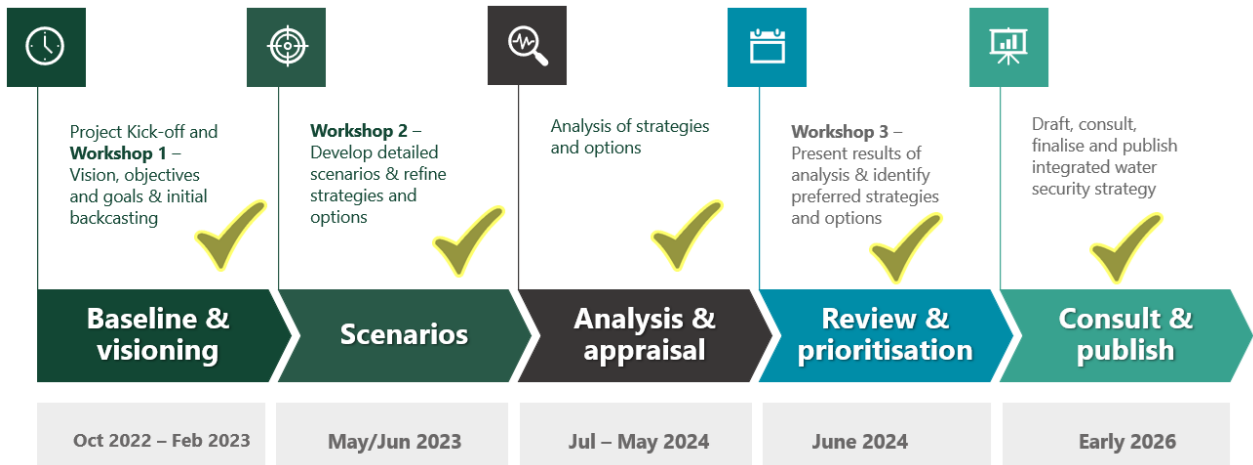 Project Kick-off and
Workshop 1 –
Vision, objectives
and goals & initial
backcasting
Workshop 2 –
Develop detailed
scenarios & refine
strategies and
options
Analysis of strategies
and options
Workshop 3 –
Present results of
analysis & identify
preferred strategies
and options
Draft, consult,
finalise and publish
integrated water
security strategy
Baseline &
visioning
Scenarios
Analysis &
appraisal
Review &
prioritisation
Consult &
publish
Oct 2022 – Feb 2023
May/Jun 2023
Jul – May 2024
June 2024
Early 2026